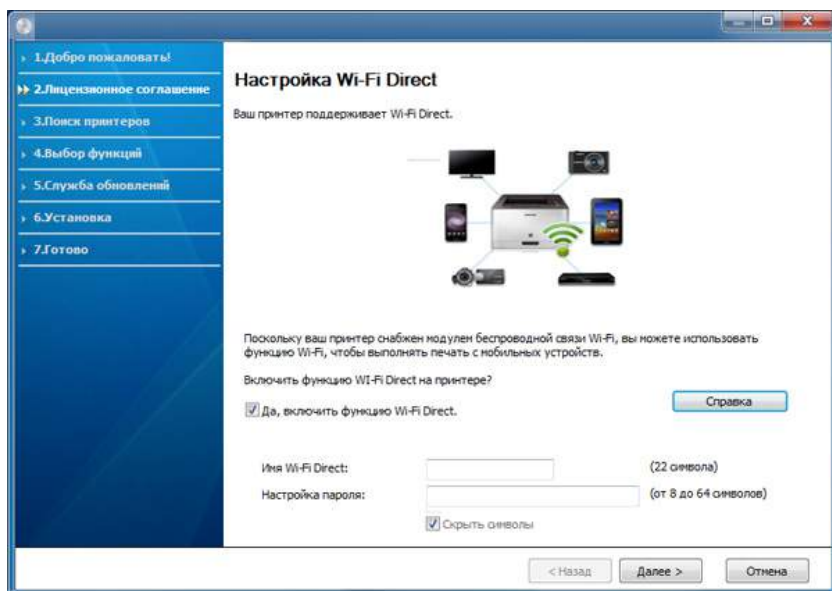 1.Добро пожаловать!
2.Лицензионное соглашение
3.Поиск принтеров
4.Выбор функций
5.Служба обновлений
6.Установка
7.Готово
Настройка Wi-Fi Direct
Ваш принтер поддерживает Wi-Fi Direct.
Поскольку ваш принтер снабжен модулем беспроводной связи Wi-Fi, вы можете использовать
функцию Wi-Fi, чтобы выполнять печать с мобильных устройств.
Включить функцию WI-Fi Direct на принтере?
Да, включить функцию Wi-Fi Direct.
Справка
Имя Wi-Fi Direct:
(22 символа)
Настройка пароля:
(от 8 до 64 символов)
Скрыть символы
< Назад
Далее >
Отмена